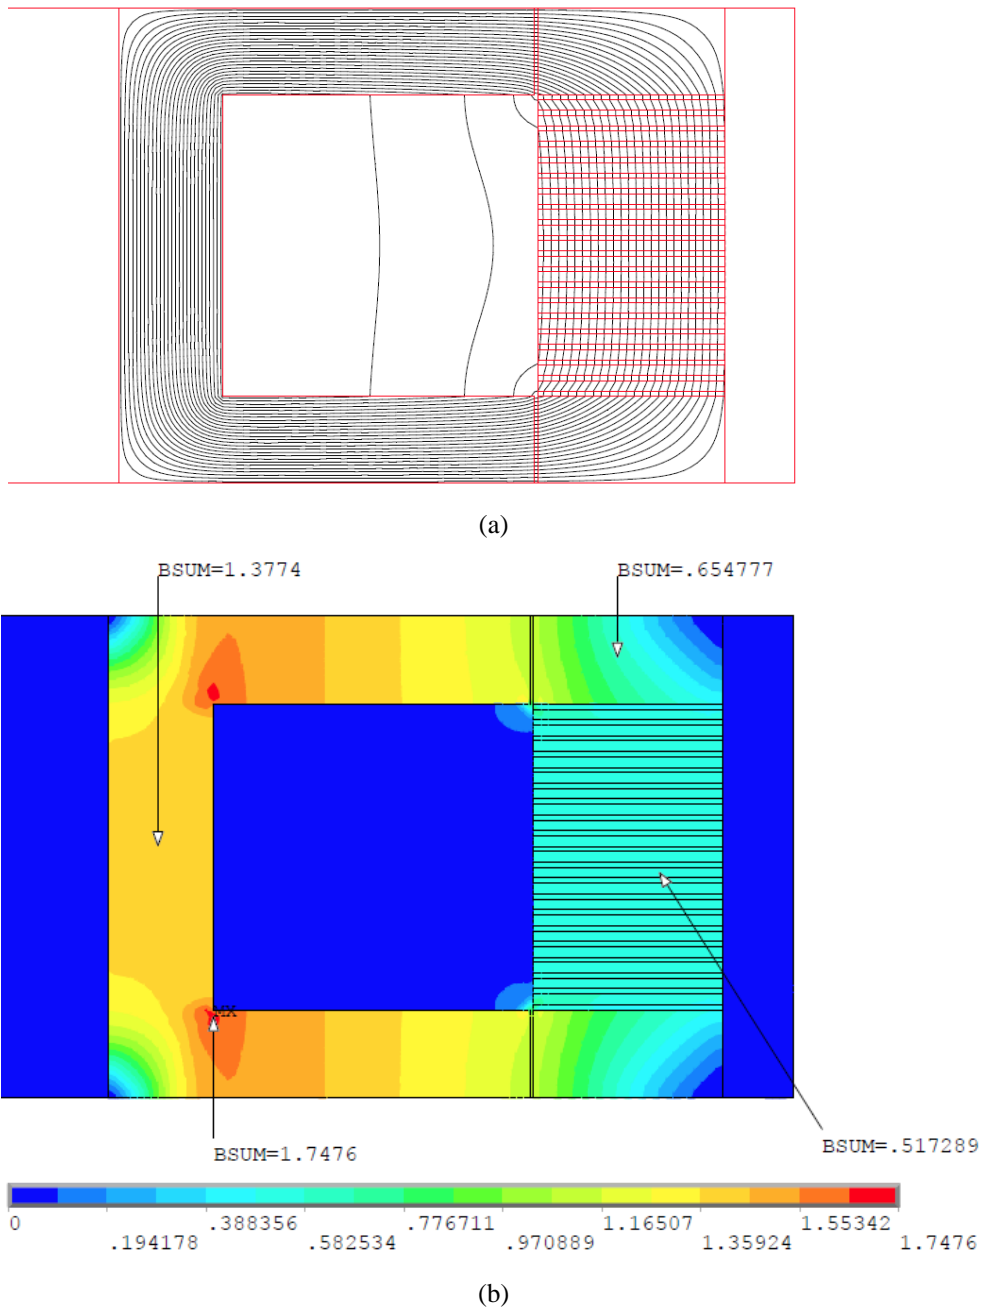 (a)
BSUM=1.3774
BSUM=.654777
MX
BSUM=1.7476
BSUM=.517289
0 .388356 .776711 1.16507 1.55342
.194178 .582534 .970889 1.35924 1.7476
(b)